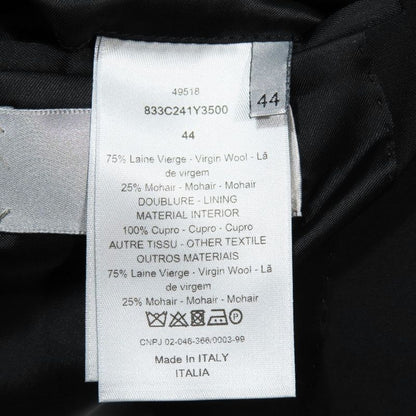 49518
833C241Y3500
44
44
75% Laine Vierge - Virgin Wool - Lã
de virgem
25% Mohair - Mohair - Mohair
DOUBLURE - LINING
MATERIAL INTERIOR
100% Cupro - Cupro - Cupro
AUTRE TISSU - OTHER TEXTILE
OUTROS MATERIAIS
75% Laine Vierge - Virgin Wool - Lã
de virgem
25% Mohair - Mohair - Mohair
CNPJ 02-046-366/0003-99
Made in ITALY
ITALIA